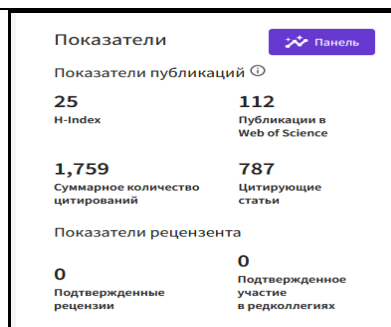 Показатели
Панель
Показатели публикаций
25
H-Index
112
Публикации в
Web of Science
1,759
Суммарное количество
цитирований
787
Цитирующие
статьи
Показатели рецензента
0
Подтвержденные
рецензии
0
Подтвержденное
участие
в редколлегиях